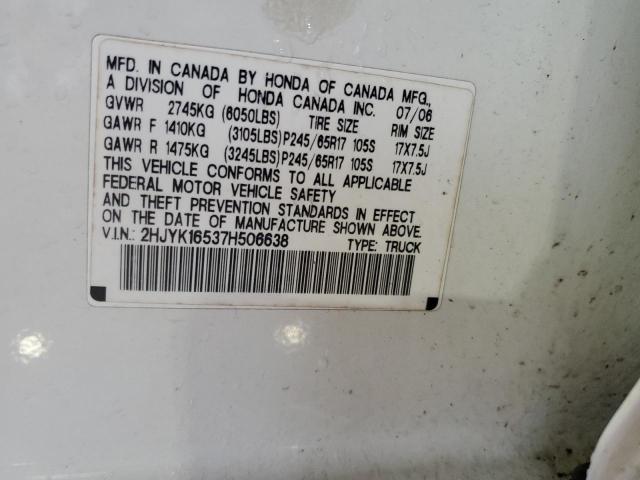 MFD. IN CANADA BY HONDA OF CANADA MFG.,
A DIVISION OF HONDA CANADA INC. 07/06
GVWR 2745KG (6050LBS) TIRE SIZE RIM SIZE
GAWR F 1410KG (3105LBS) P245/65R17 105S 17X7.5J
GAWR R 1475KG (3245LBS) P245/65R17 105S 17X7.5J
THIS VEHICLE CONFORMS TO ALL APPLICABLE
FEDERAL MOTOR VEHICLE SAFETY
AND THEFT PREVENTION STANDARDS IN EFFECT
ON THE DATE OF MANUFACTURE SHOWN ABOVE.
V.I.N.: 2HJYK16537H506638 TYPE: TRUCK